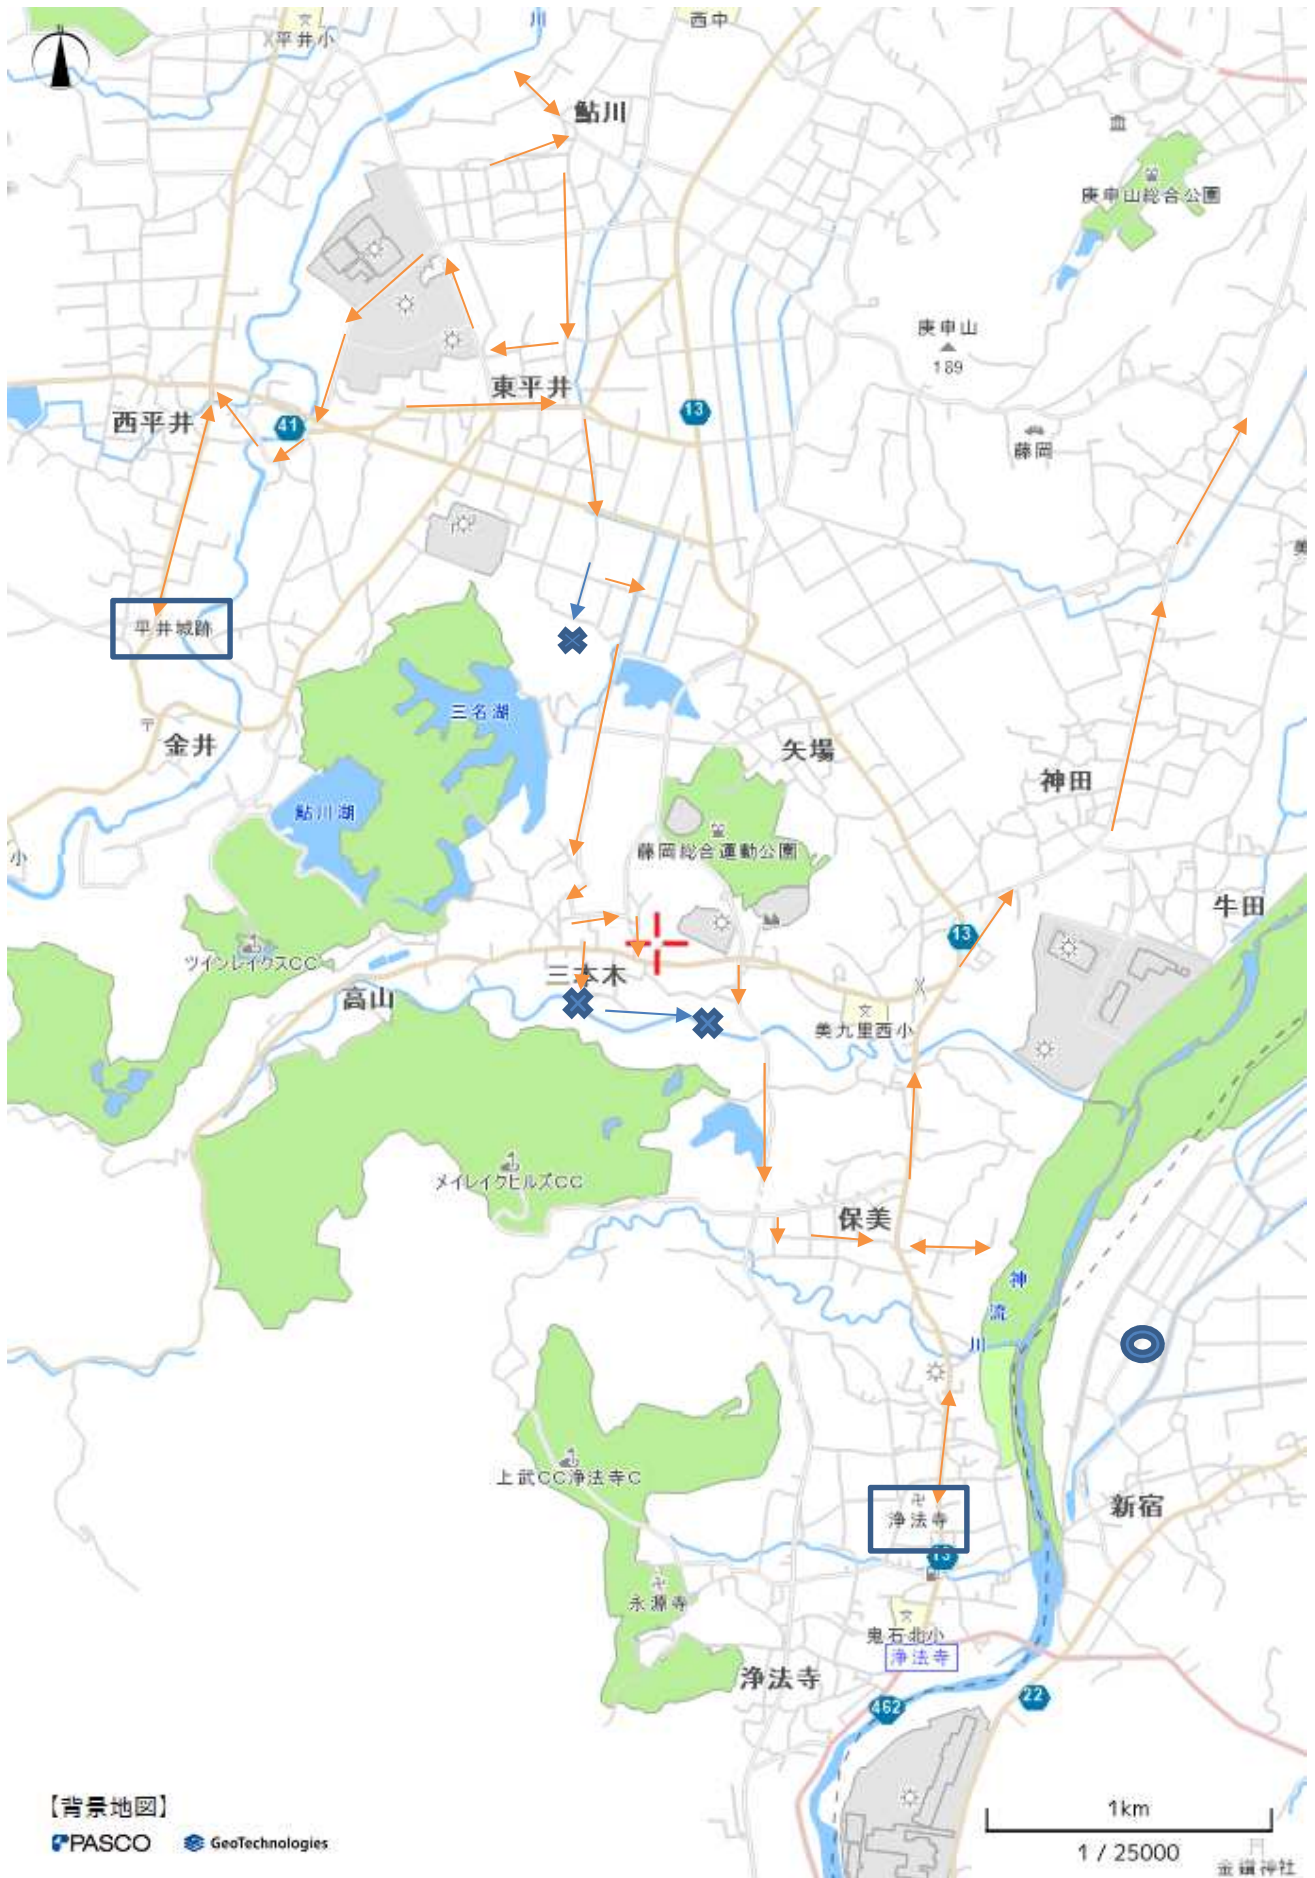 N
平井小
川
西中
鮎川
庚申山総合公園
庚申山
189
藤岡
東平井
13
西平井
41
美
平井城跡
三名湖
金井
矢場
神田
鮎川湖
小
藤岡総合運動公園
牛田
13
ツインレイクスCC
三本木
高山
美九里西小
メイレイクヒルズCC
保美
神
流
川
上武CC浄法寺C
浄法寺
新宿
13
永源寺
鬼石北小
浄法寺
浄法寺
462
22
【背景地図】
PASCO
GeoTechnologies
1km
1 / 25000
金鑚神社